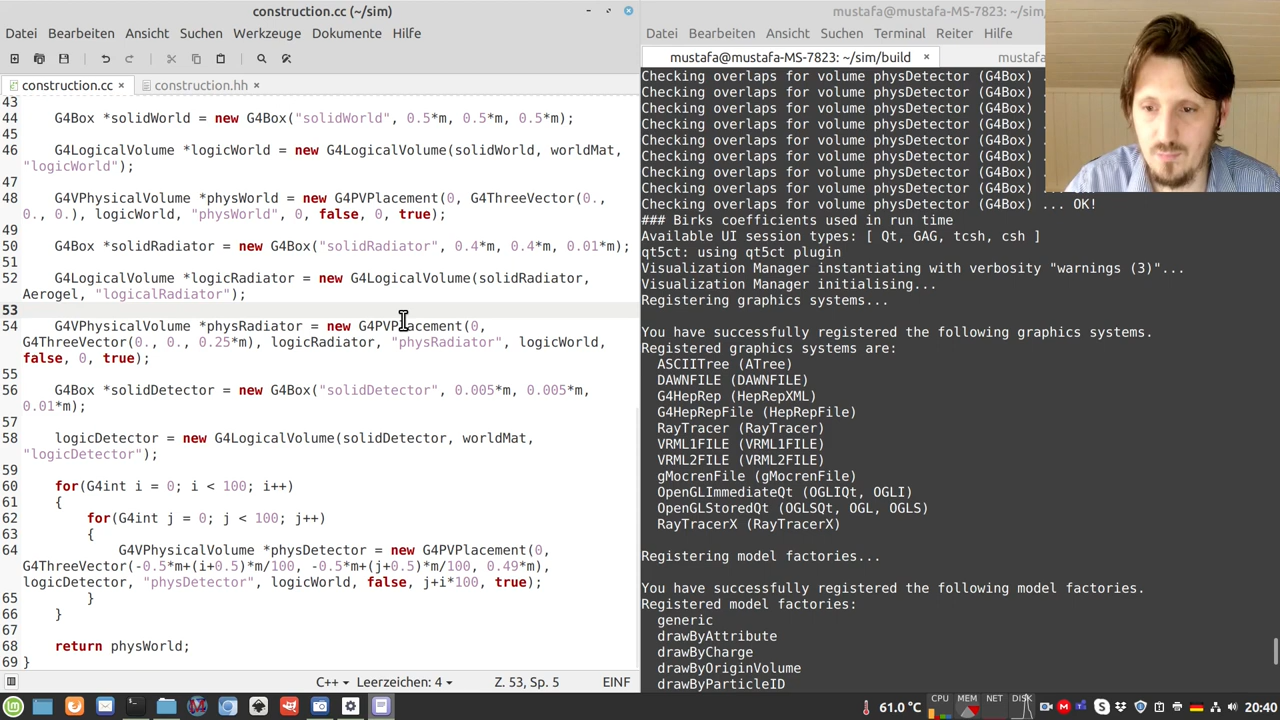 construction.cc (~/sim)
Datei Bearbeiten Ansicht Suchen Werkzeuge Dokumente Hilfe
construction.cc × construction.hh ×
43
44 G4Box *solidWorld = new G4Box("solidWorld", 0.5*m, 0.5*m, 0.5*m);
45
46 G4LogicalVolume *logicWorld = new G4LogicalVolume(solidWorld, worldMat,
"logicWorld");
47
48 G4VPhysicalVolume *physWorld = new G4PVPlacement(0, G4ThreeVector(0.,
0., 0.), logicWorld, "physWorld", 0, false, 0, true);
49
50 G4Box *solidRadiator = new G4Box("solidRadiator", 0.4*m, 0.4*m, 0.01*m);
51
52 G4LogicalVolume *logicRadiator = new G4LogicalVolume(solidRadiator,
Aerogel, "logicalRadiator");
53
54 G4VPhysicalVolume *physRadiator = new G4PVPlacement(0,
G4ThreeVector(0., 0., 0.25*m), logicRadiator, "physRadiator", logicWorld,
false, 0, true);
55
56 G4Box *solidDetector = new G4Box("solidDetector", 0.005*m, 0.005*m,
0.01*m);
57
58 logicDetector = new G4LogicalVolume(solidDetector, worldMat,
"logicDetector");
59
60 for(G4int i = 0; i < 100; i++)
61 {
62 for(G4int j = 0; j < 100; j++)
63 {
64 G4VPhysicalVolume *physDetector = new G4PVPlacement(0,
G4ThreeVector(-0.5*m+(i+0.5)*m/100, -0.5*m+(j+0.5)*m/100, 0.49*m),
logicDetector, "physDetector", logicWorld, false, j+i*100, true);
65 }
66 }
67
68 return physWorld;
69 }
C++ Leerzeichen: 4 Z. 53, Sp. 5 EINF
mustafa@mustafa-MS-7823: ~/sim/
Datei Bearbeiten Ansicht Suchen Terminal Reiter Hilfe
mustafa@mustafa-MS-7823: ~/sim/build × mustafa@
Checking overlaps for volume physDetector (G4Box) ...
Checking overlaps for volume physDetector (G4Box) .
Checking overlaps for volume physDetector (G4Box) .
Checking overlaps for volume physDetector (G4Box) .
Checking overlaps for volume physDetector (G4Box) .
Checking overlaps for volume physDetector (G4Box) .
Checking overlaps for volume physDetector (G4Box) .
Checking overlaps for volume physDetector (G4Box) .
Checking overlaps for volume physDetector (G4Box) ... OK!
### Birks coefficients used in run time
Available UI session types: [ Qt, GAG, tcsh, csh ]
qt5ct: using qt5ct plugin
Visualization Manager instantiating with verbosity "warnings (3)"...
Visualization Manager initialising...
Registering graphics systems...
You have successfully registered the following graphics systems.
Registered graphics systems are:
ASCIITree (ATree)
DAWNFILE (DAWNFILE)
G4HepRep (HepRepXML)
G4HepRepFile (HepRepFile)
RayTracer (RayTracer)
VRML1FILE (VRML1FILE)
VRML2FILE (VRML2FILE)
gMocrenFile (gMocrenFile)
OpenGLImmediateQt (OGLIQt, OGLI)
OpenGLStoredQt (OGLSQt, OGL, OGLS)
RayTracerX (RayTracerX)
Registering model factories...
You have successfully registered the following model factories.
Registered model factories:
generic
drawByAttribute
drawByCharge
drawByOriginVolume
drawByParticleID
61.0 °C CPU MEM NET DISK 20:40